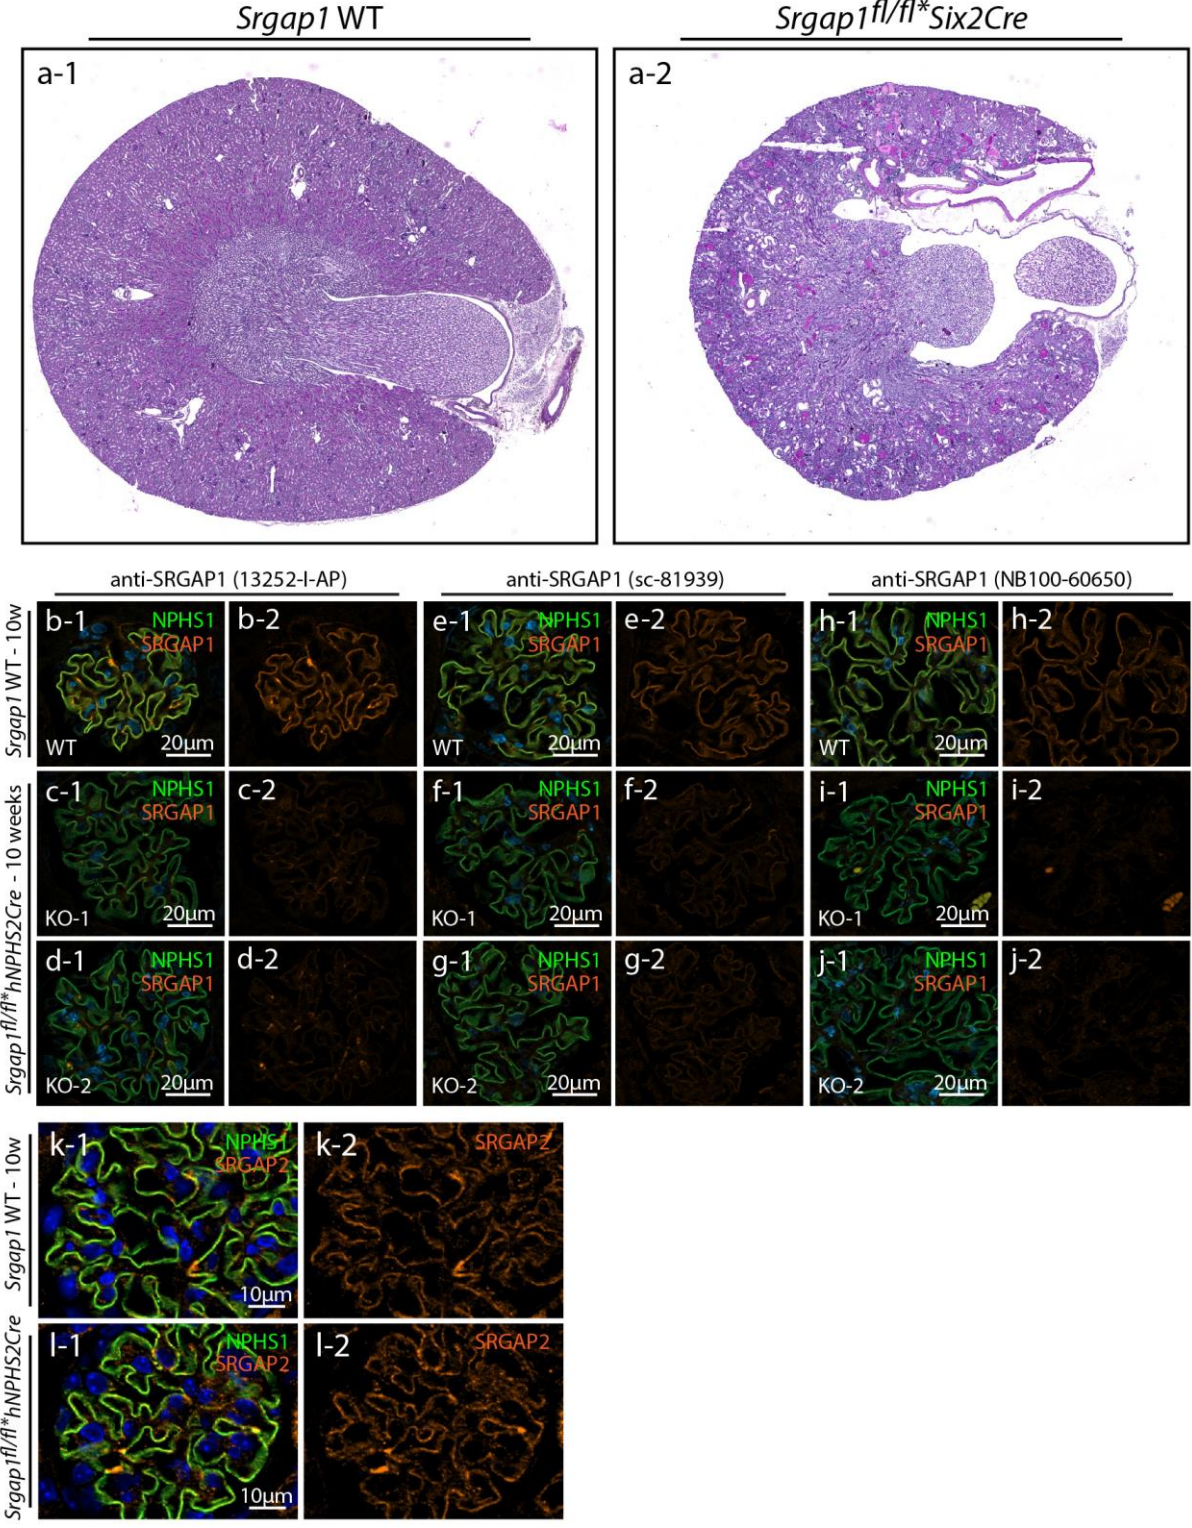 Srgap1 WT
Srgap1fl/fl*Six2Cre
a-1
a-2
anti-SRGAP1 (13252-I-AP)
anti-SRGAP1 (sc-81939)
anti-SRGAP1 (NB100-60650)
Srgap1 WT - 10w
b-1
NPHS1
SRGAP1
WT
20µm
b-2
e-1
NPHS1
SRGAP1
WT
20µm
e-2
h-1
NPHS1
SRGAP1
WT
20µm
h-2
Srgap1fl/fl*hNPHS2Cre - 10 weeks
c-1
NPHS1
SRGAP1
KO-1
20µm
c-2
f-1
NPHS1
SRGAP1
KO-1
20µm
f-2
i-1
NPHS1
SRGAP1
KO-1
20µm
i-2
d-1
NPHS1
SRGAP1
KO-2
20µm
d-2
g-1
NPHS1
SRGAP1
KO-2
20µm
g-2
j-1
NPHS1
SRGAP1
KO-2
20µm
j-2
Srgap1 WT - 10w
k-1
NPHS1
SRGAP2
10µm
k-2
SRGAP2
Srgap1fl/fl*hNPHS2Cre
l-1
NPHS1
SRGAP2
10µm
l-2
SRGAP2